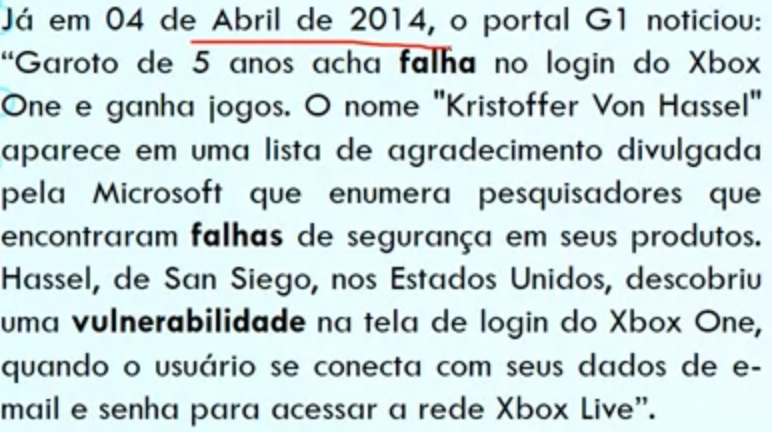 Já em 04 de Abril de 2014, o portal G1 noticiou:
“Garoto de 5 anos acha falha no login do Xbox
One e ganha jogos. O nome "Kristoffer Von Hassel"
aparece em uma lista de agradecimento divulgada
pela Microsoft que enumera pesquisadores que
encontraram falhas de segurança em seus produtos.
Hassel, de San Siego, nos Estados Unidos, descobriu
uma vulnerabilidade na tela de login do Xbox One,
quando o usuário se conecta com seus dados de e-
mail e senha para acessar a rede Xbox Live”.